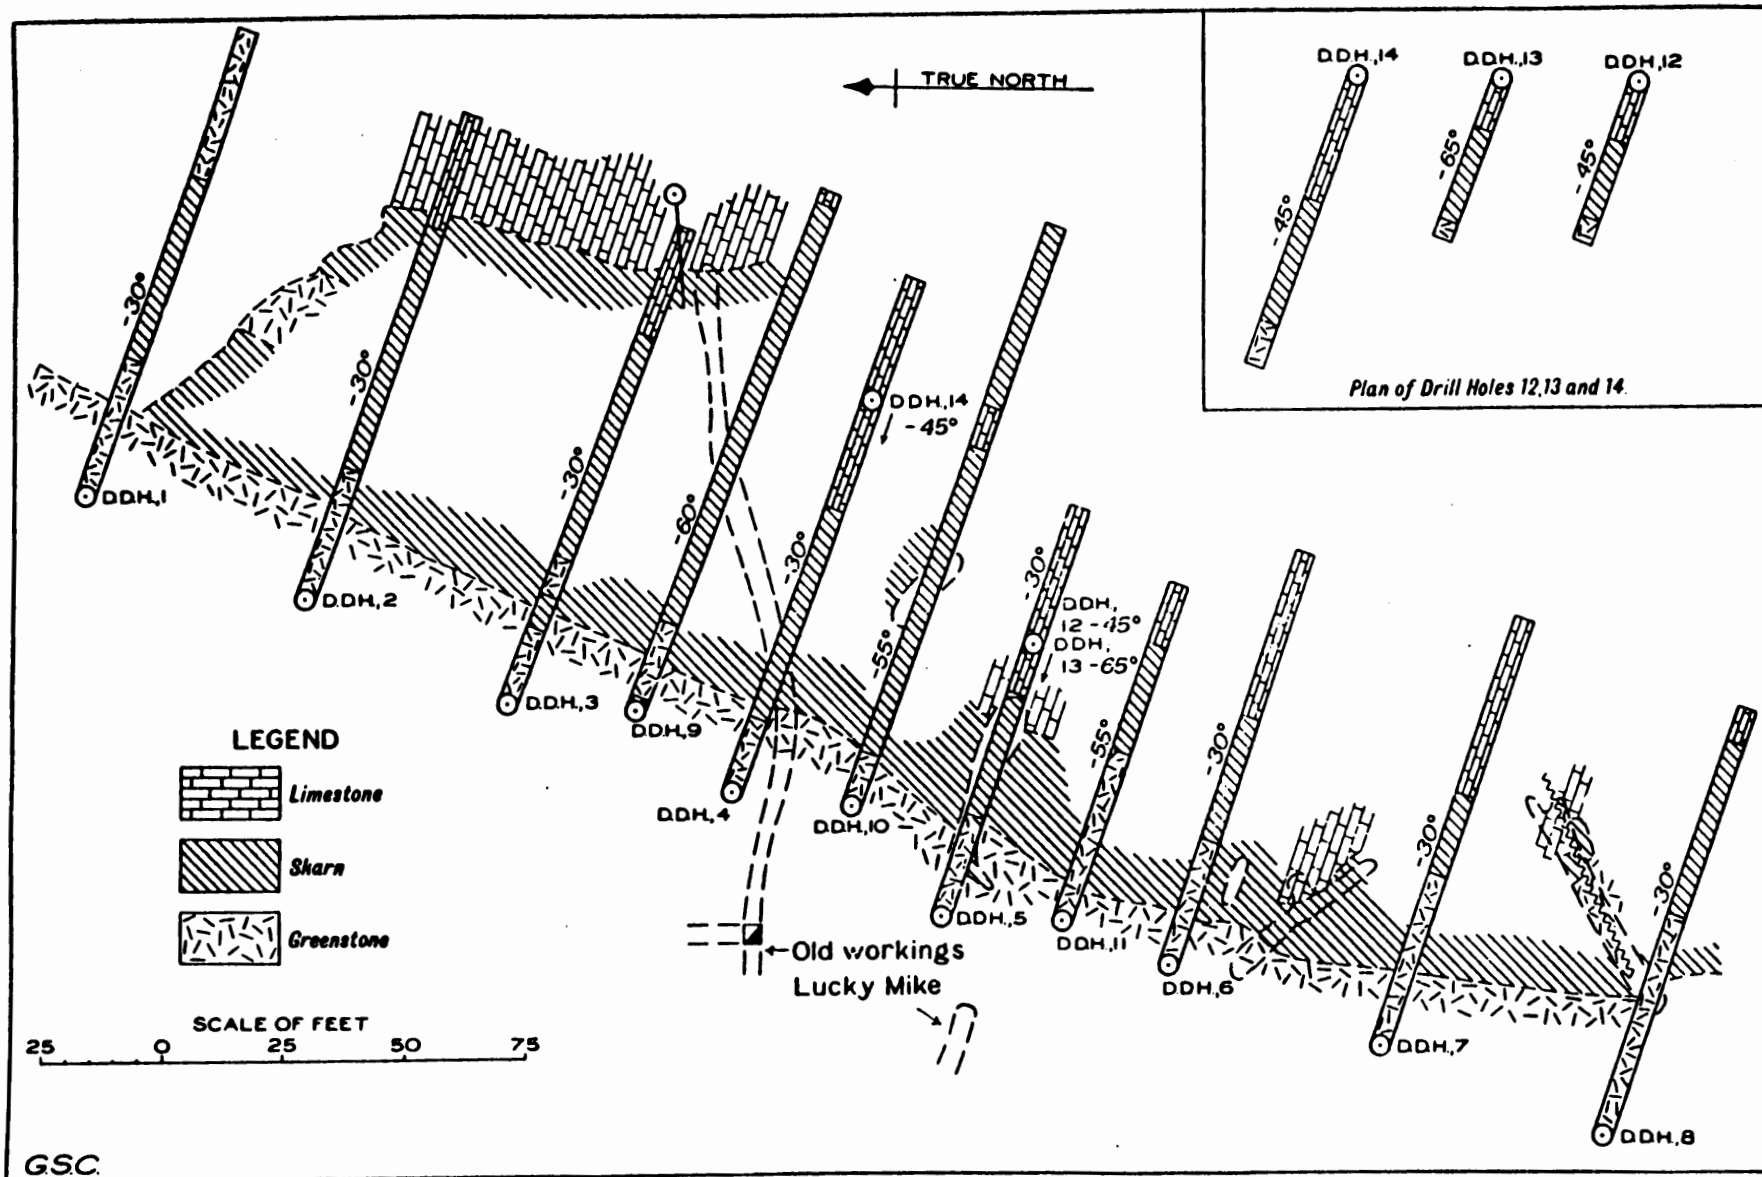 TRUE NORTH
D.D.H.,14
D.D.H.,13
D.D.H.,12
-45°
-65°
-45°
Plan of Drill Holes 12,13 and 14.
-30°
D.D.H.,1
-30°
D.D.H.,2
-30°
D.D.H.,3
-60°
D.D.H.,9
-30°
D.D.H.,4
D.D.H.,14
-45°
-55°
D.D.H.,10
-30°
D.D.H.,
12 -45°
D.D.H,
13 -65°
D.D.H.,5
-55°
D.D.H.,11
-30°
D.D.H.,6
-30°
D.D.H.,7
-30°
D.D.H.,8
Old workings
Lucky Mike
LEGEND
Limestone
Skarn
Greenstone
SCALE OF FEET
25 0 25 50 75
G.S.C.